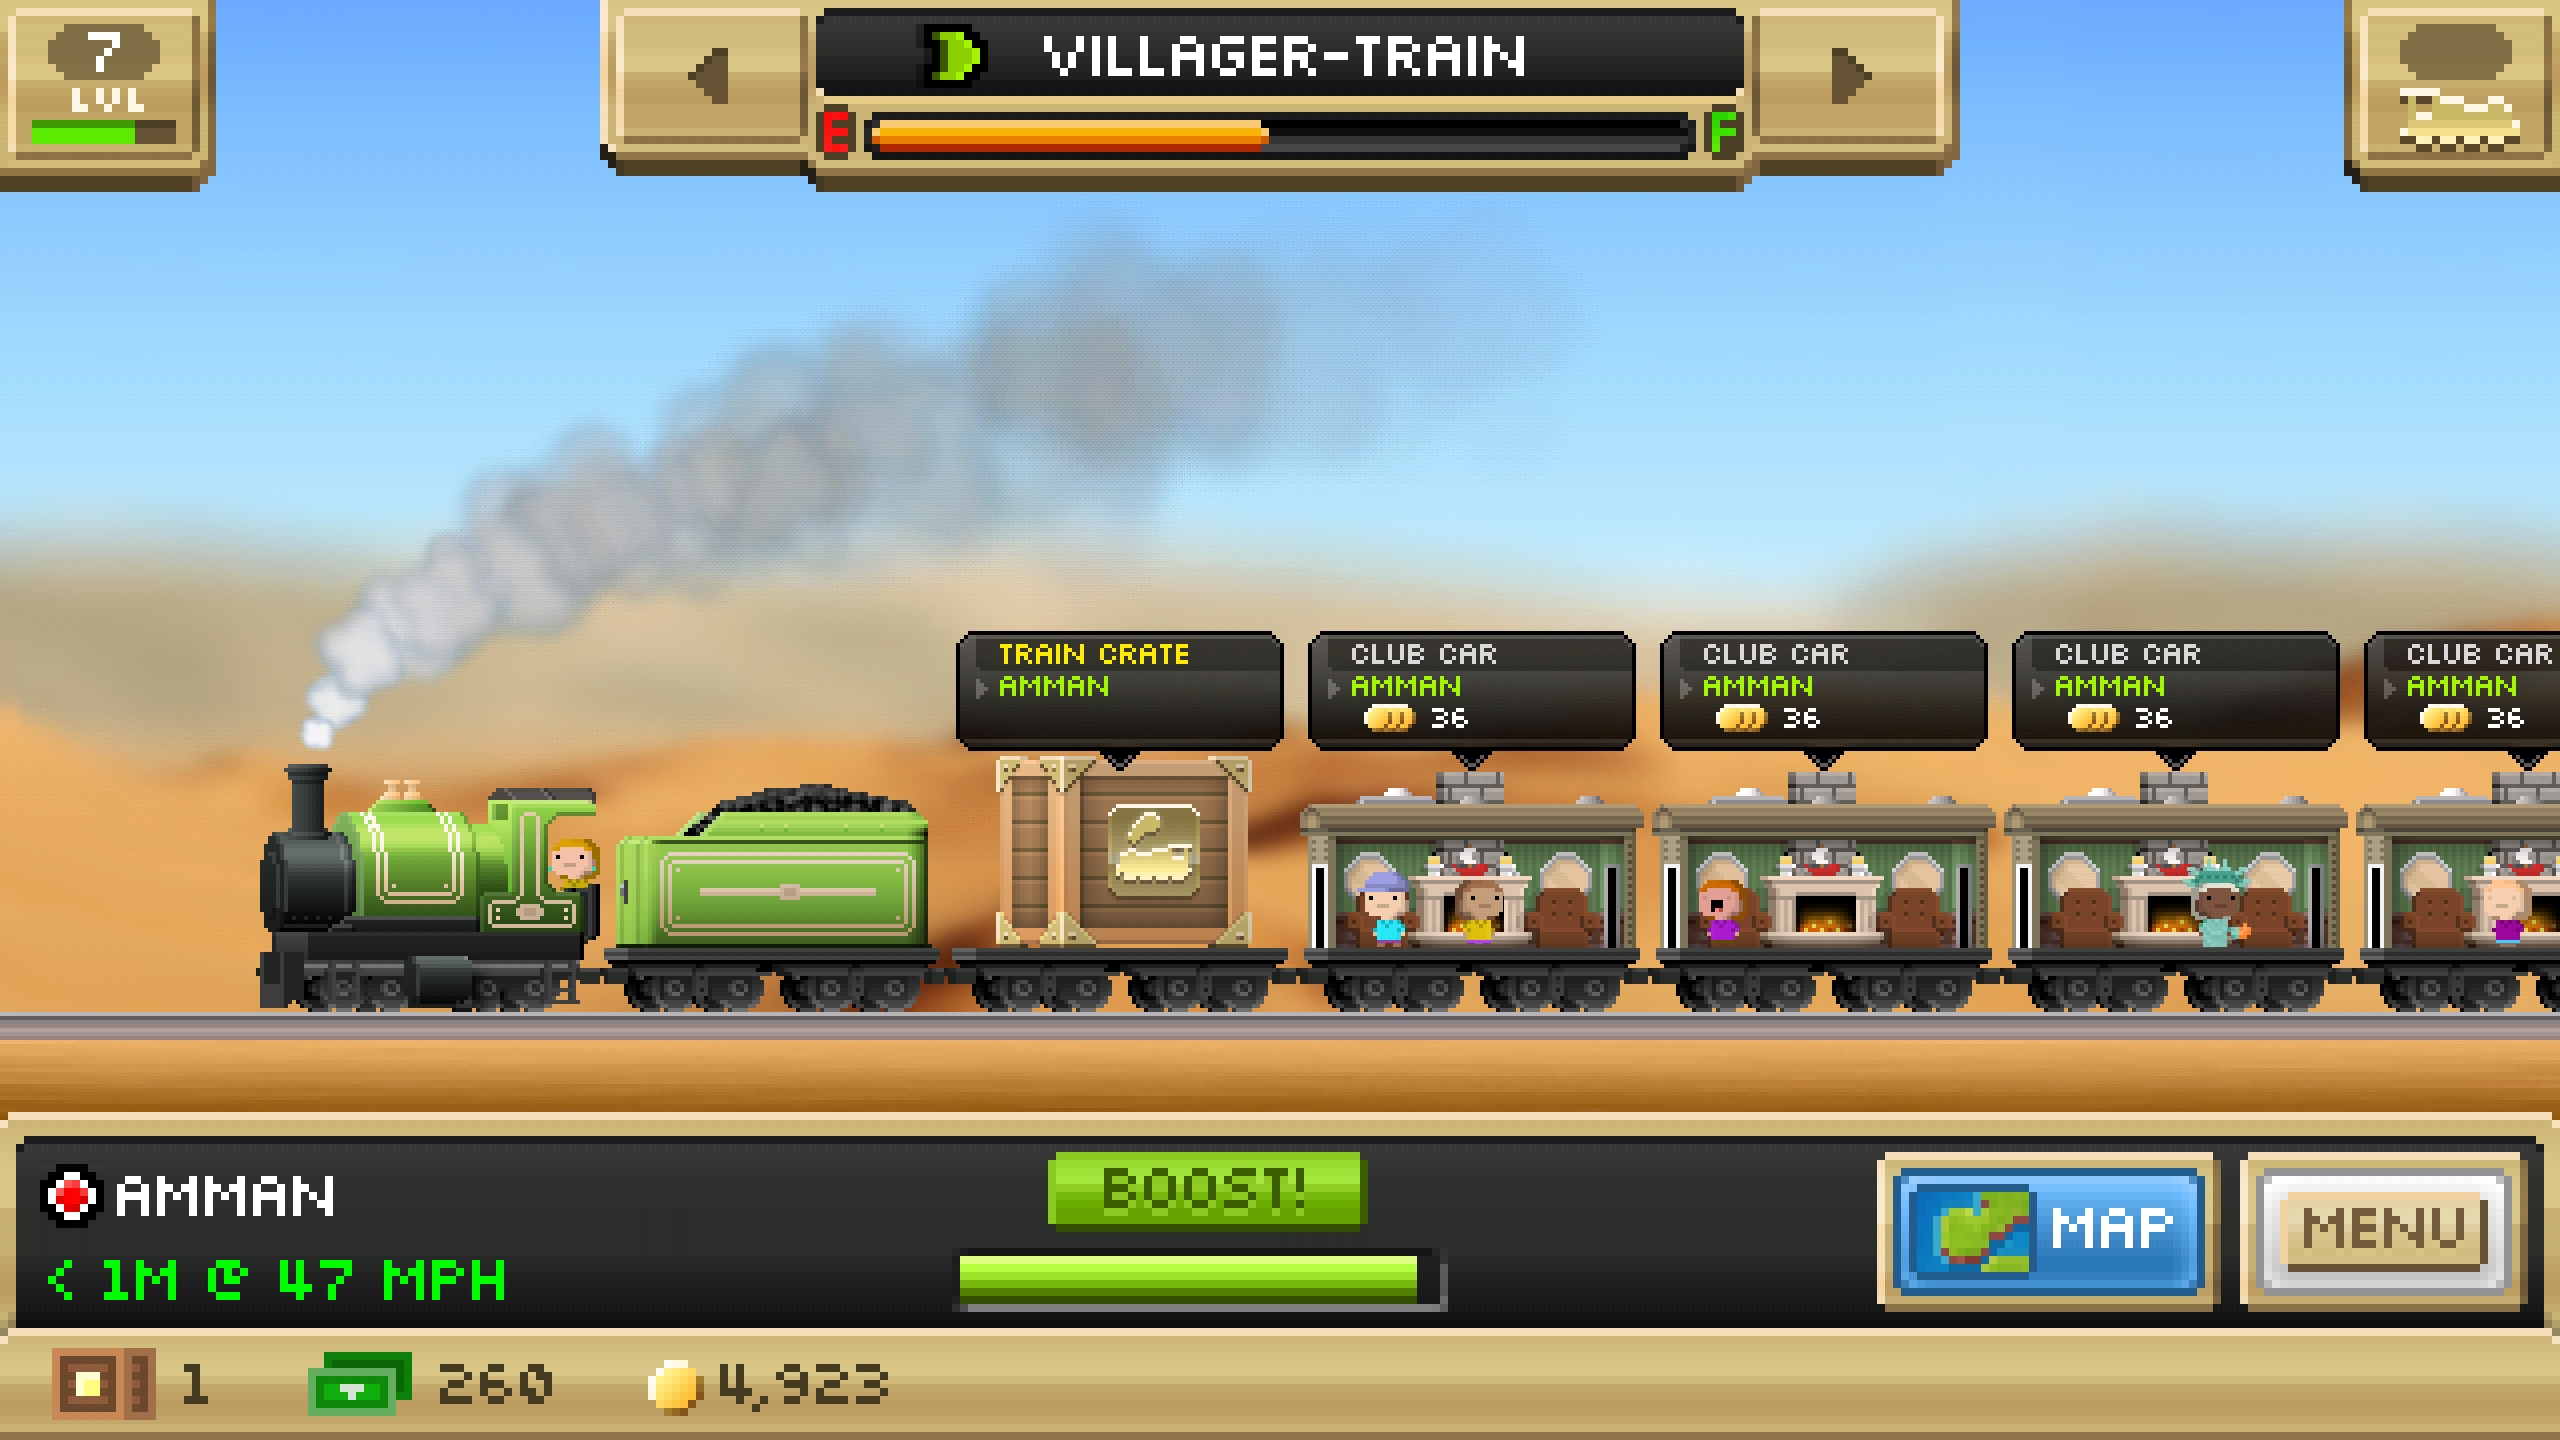 7
LVL
VILLAGER-TRAIN
E F
TRAIN CRATE
AMMAN
CLUB CAR
AMMAN
36
CLUB CAR
AMMAN
36
CLUB CAR
AMMAN
36
CLUB CAR
AMMAN
36
AMMAN
< 1M @ 47 MPH
BOOST!
MAP
MENU
1
260
4,923